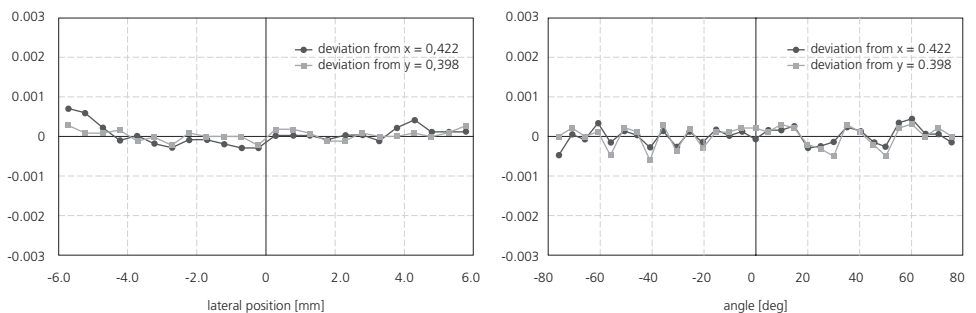 0.003
0.002
0.001
0
-0.001
-0.002
-0.003
-6.0 -4.0 -2.0 0 2.0 4.0 6.0
lateral position [mm]
deviation from x = 0,422
deviation from y = 0,398
0.003
0.002
0.001
0
-0.001
-0.002
-0.003
-80 -60 -40 -20 0 20 40 60 80
angle [deg]
deviation from x = 0.422
deviation from y = 0.398